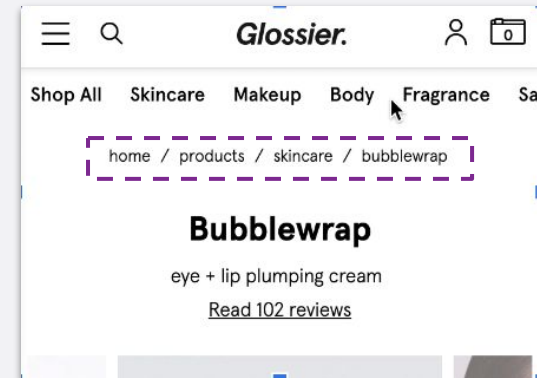 Glossier.
0
Shop All Skincare Makeup Body Fragrance Sa
home / products / skincare / bubblewrap
Bubblewrap
eye + lip plumping cream
Read 102 reviews